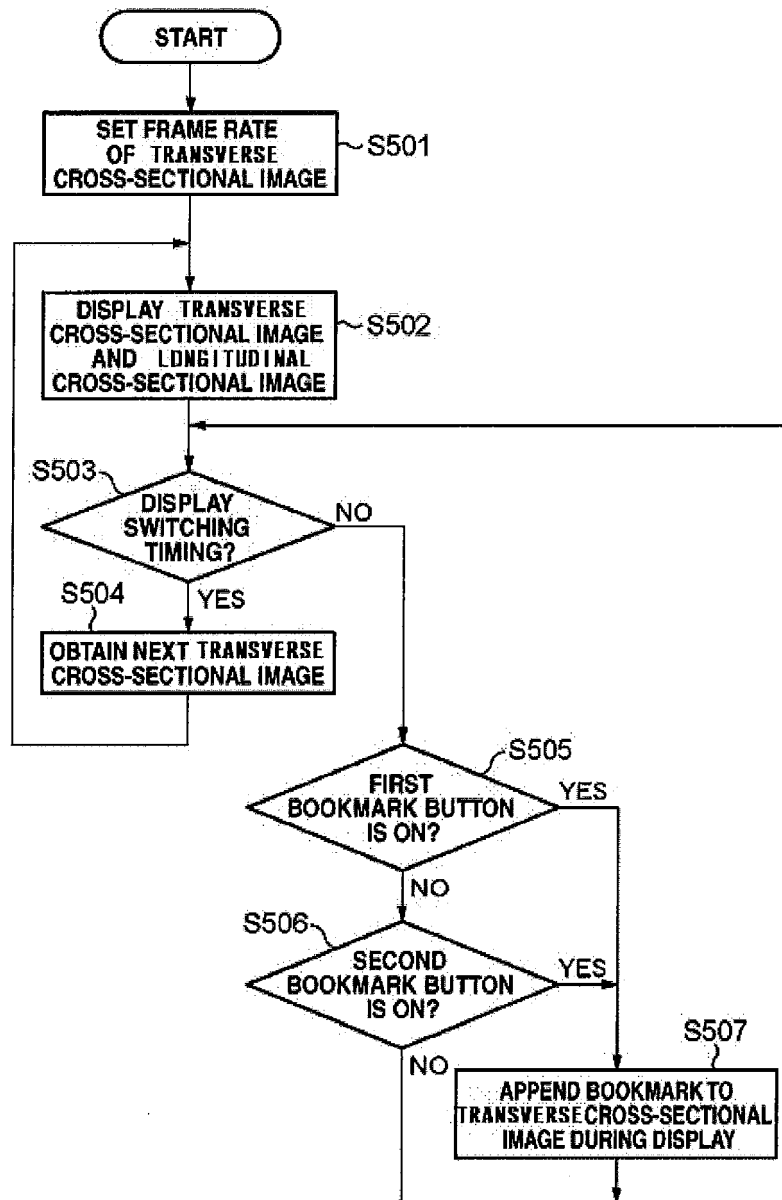 START
SET FRAME RATE
OF TRANSVERSE
CROSS-SECTIONAL IMAGE
S501
DISPLAY TRANSVERSE
CROSS-SECTIONAL IMAGE
AND LONGITUDINAL
CROSS-SECTIONAL IMAGE
S502
S503
DISPLAY
SWITCHING
TIMING?
NO
YES
S504
OBTAIN NEXT TRANSVERSE
CROSS-SECTIONAL IMAGE
S505
FIRST
BOOKMARK BUTTON
IS ON?
YES
NO
S506
SECOND
BOOKMARK BUTTON
IS ON?
YES
NO
S507
APPEND BOOKMARK TO
TRANSVERSE CROSS-SECTIONAL
IMAGE DURING DISPLAY